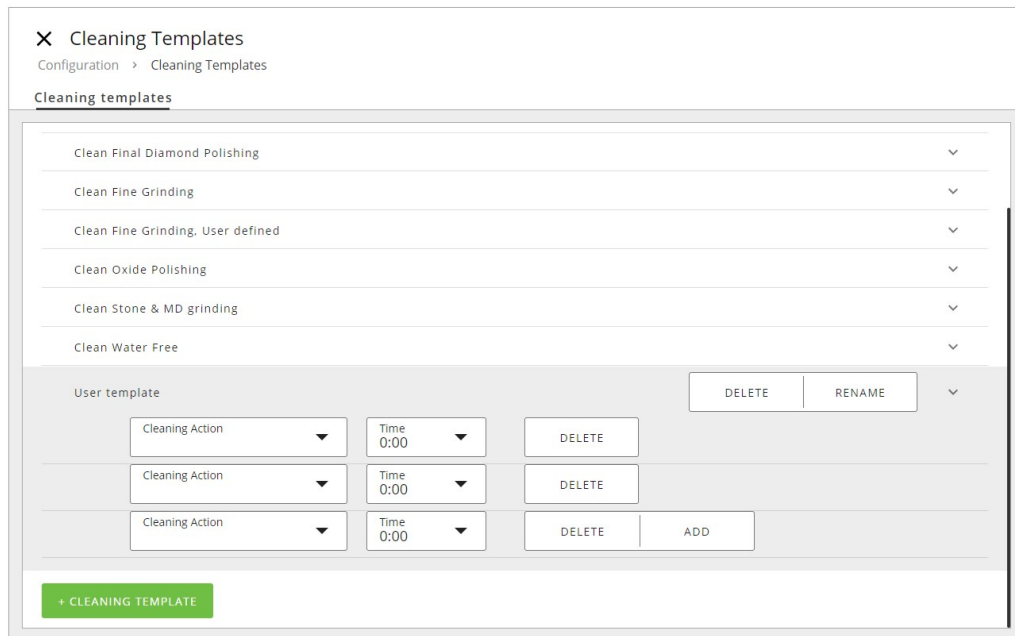 Cleaning Templates
Configuration > Cleaning Templates
Cleaning templates
Clean Final Diamond Polishing
Clean Fine Grinding
Clean Fine Grinding, User defined
Clean Oxide Polishing
Clean Stone & MD grinding
Clean Water Free
User template DELETE RENAME
Cleaning Action Time 0:00 DELETE
Cleaning Action Time 0:00 DELETE
Cleaning Action Time 0:00 DELETE ADD
+ CLEANING TEMPLATE